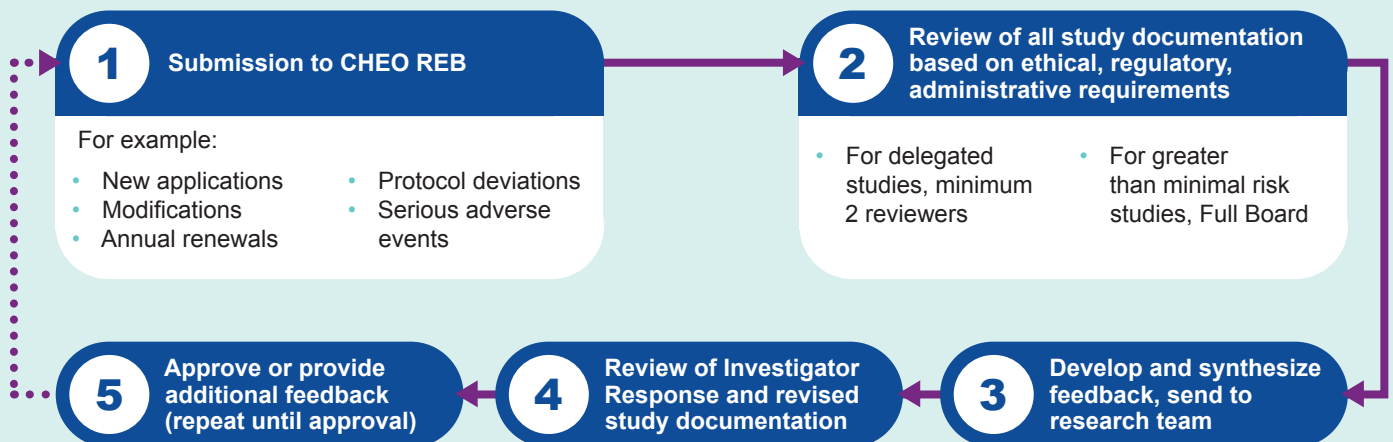 1
Submission to CHEO REB
For example:
• New applications
• Modifications
• Annual renewals
• Protocol deviations
• Serious adverse
events
2
Review of all study documentation
based on ethical, regulatory,
administrative requirements
• For delegated
studies, minimum
2 reviewers
• For greater
than minimal risk
studies, Full Board
3
Develop and synthesize
feedback, send to
research team
4
Review of Investigator
Response and revised
study documentation
5
Approve or provide
additional feedback
(repeat until approval)